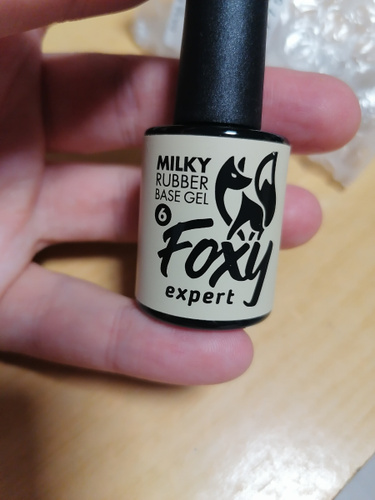 MILKY
RUBBER
BASE GEL
6
Foxy
expert